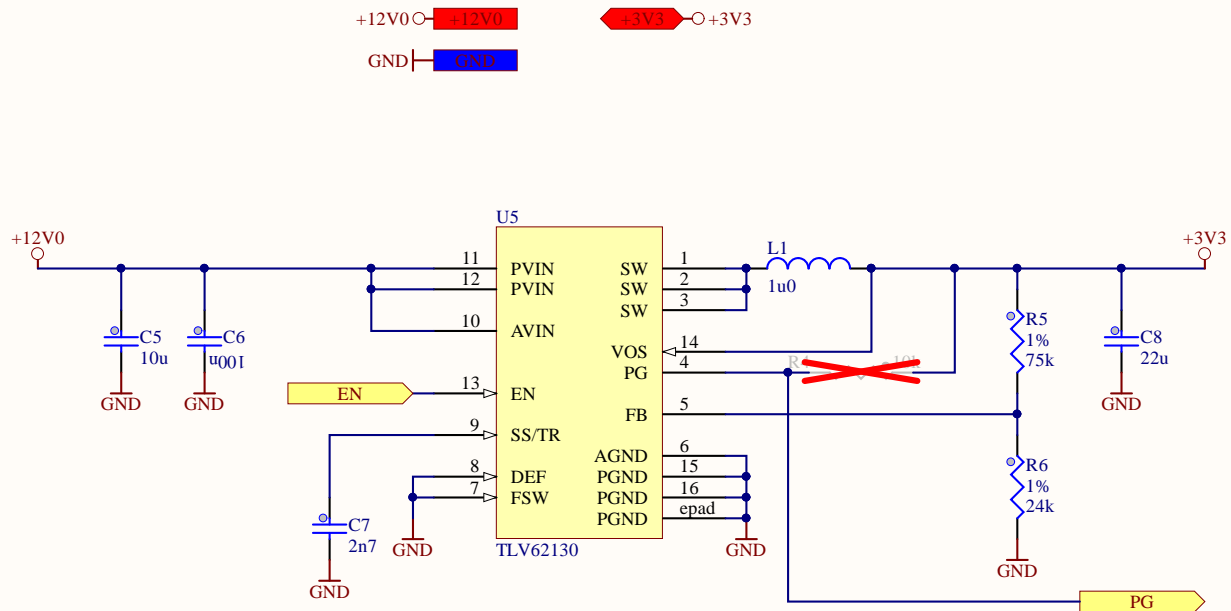 +12V0 +12V0 +3V3 +3V3
GND GND
U5
+12V0 L1 +3V3
11 PVIN SW 1
12 PVIN SW 2 1u0
SW 3
10 AVIN
C5 C6 R5 C8
10u 100n 1% 22u
75k
VOS 14
PG 4 R4 10k
EN 13 EN
GND GND GND
FB 5
9 SS/TR
AGND 6
8 DEF PGND 15 R6
7 FSW PGND 16 1%
PGND epad 24k
C7
2n7 GND TLV62130 GND
GND GND
PG